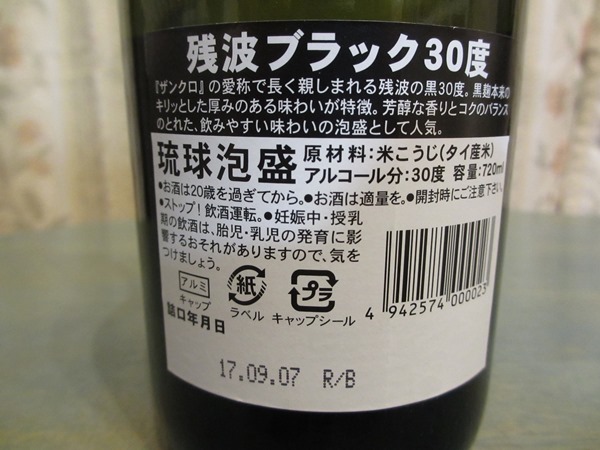 残波ブラック30度
『ザンクロ』の愛称で長く親しまれる残波の黒30度。黒麹本来の
キリッとした厚みのある味わいが特徴。芳醇な香りとコクのバランス
のとれた、飲みやすい味わいの泡盛として人気。
琉球泡盛
原材料:米こうじ(タイ産米)
アルコール分:30度 容量:720ml
●お酒は20歳を過ぎてから。●お酒は適量を。●開封時にご注意下さい。
●ストップ!飲酒運転。●妊娠中・授乳
期の飲酒は、胎児・乳児の発育に影
響するおそれがありますので、気を
つけましょう。
アルミ
キャップ
紙
ラベル
プラ
キャップシール
4 942574 000023
詰口年月日
17.09.07 R/B